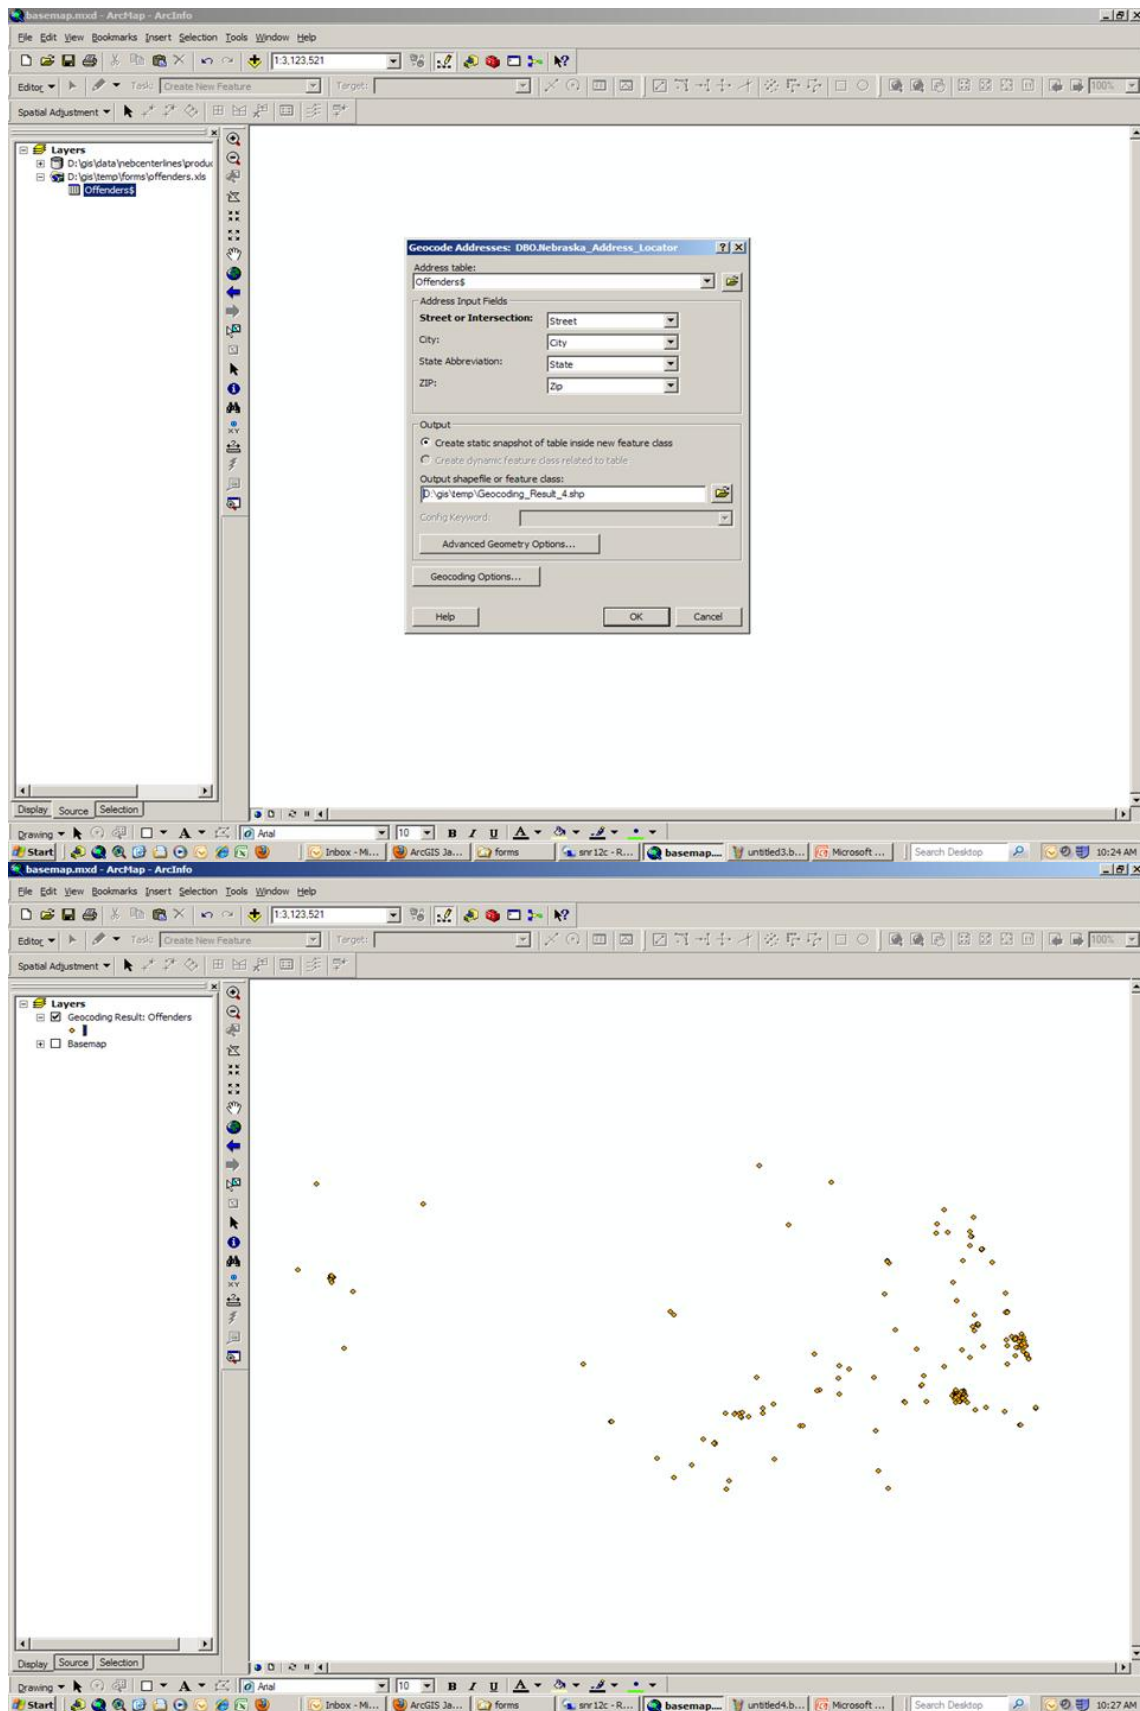 basemap.mxd - ArcMap - ArcInfo
File Edit View Bookmarks Insert Selection Tools Window Help
1:3,123,521
Editor Task: Create New Feature Target: 100%
Spatial Adjustment
Layers
D:\gis\data\nebcenterlines\produc
D:\gis\temp\forms\offenders.xls
Offenders$
Geocode Addresses: DBO.Nebraska_Address_Locator
Address table:
Offenders$
Address Input Fields
Street or Intersection: Street
City: City
State Abbreviation: State
ZIP: Zip
Output
Create static snapshot of table inside new feature class
Create dynamic feature class related to table
Output shapefile or feature class:
D:\gis\temp\Geocoding_Result_4.shp
Config Keyword:
Advanced Geometry Options...
Geocoding Options...
Help OK Cancel
Display Source Selection
Drawing A Arial 10 B I U A
Start Inbox - Mi... ArcGIS Ja... forms snr12c - R... basemap.... untitled3.b... Microsoft ... Search Desktop 10:24 AM
basemap.mxd - ArcMap - ArcInfo
File Edit View Bookmarks Insert Selection Tools Window Help
1:3,123,521
Editor Task: Create New Feature Target: 100%
Spatial Adjustment
Layers
Geocoding Result: Offenders
Basemap
Display Source Selection
Drawing A Arial 10 B I U A
Start Inbox - Mi... ArcGIS Ja... forms snr12c - R... basemap.... untitled4.b... Microsoft ... Search Desktop 10:27 AM